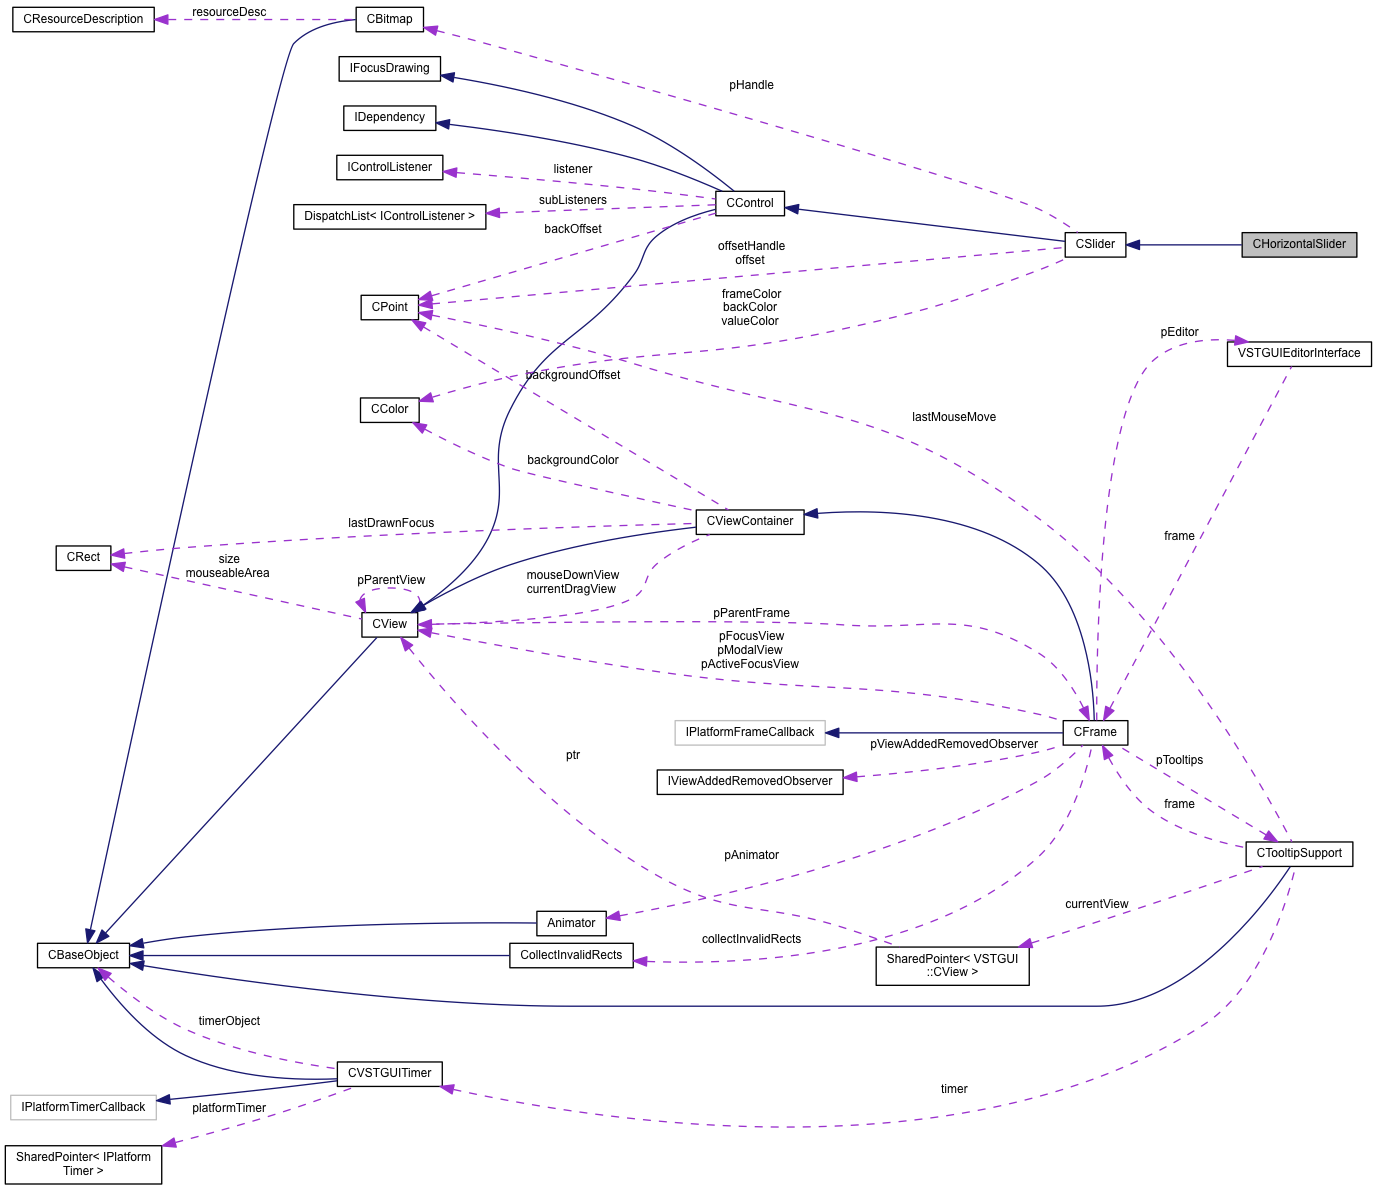 CResourceDescription
resourceDesc
CBitmap
IFocusDrawing
pHandle
IDependency
IControlListener
listener
DispatchList< IControlListener >
subListeners
CControl
backOffset
CSlider
CHorizontalSlider
offsetHandle
offset
CPoint
frameColor
backColor
valueColor
pEditor
VSTGUIEditorInterface
backgroundOffset
CColor
lastMouseMove
backgroundColor
CViewContainer
lastDrawnFocus
frame
CRect
size
mouseableArea
pParentView
mouseDownView
currentDragView
CView
pParentFrame
pFocusView
pModalView
pActiveFocusView
IPlatformFrameCallback
CFrame
pViewAddedRemovedObserver
ptr
IViewAddedRemovedObserver
pTooltips
frame
pAnimator
CTooltipSupport
currentView
Animator
collectInvalidRects
CBaseObject
CollectInvalidRects
SharedPointer< VSTGUI
::CView >
timerObject
CVSTGUITimer
timer
IPlatformTimerCallback
platformTimer
SharedPointer< IPlatform
Timer >